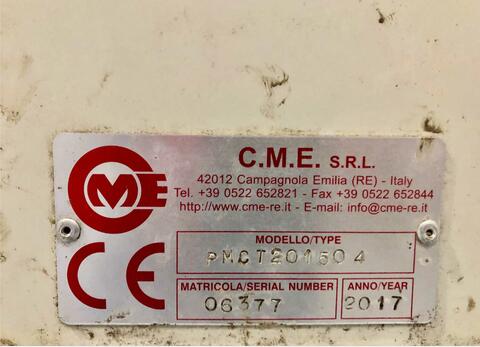 CME
C.M.E. S.R.L.
42012 Campagnola Emilia (RE) - Italy
Tel. +39 0522 652821 - Fax +39 0522 652844
http://www.cme-re.it - E-mail: info@cme-re.it
CE
MODELLO/TYPE
PMCT201504
MATRICOLA/SERIAL NUMBER
06377
ANNO/YEAR
2017